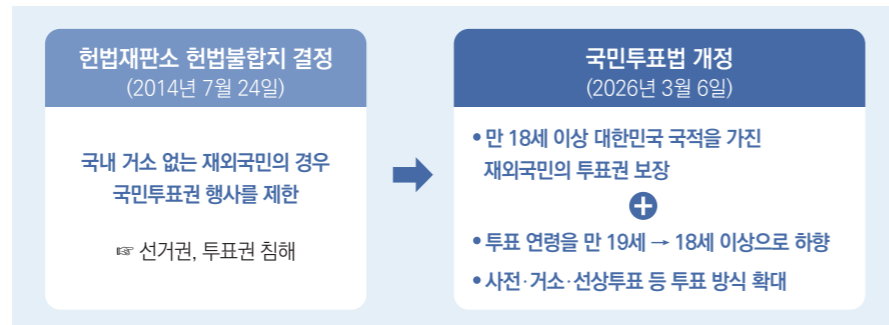 헌법재판소 헌법불합치 결정
(2014년 7월 24일)
국내 거소 없는 재외국민의 경우
국민투표권 행사를 제한
☞ 선거권, 투표권 침해
국민투표법 개정
(2026년 3월 6일)
• 만 18세 이상 대한민국 국적을 가진
재외국민의 투표권 보장
+
• 투표 연령을 만 19세 → 18세 이상으로 하향
• 사전·거소·선상투표 등 투표 방식 확대